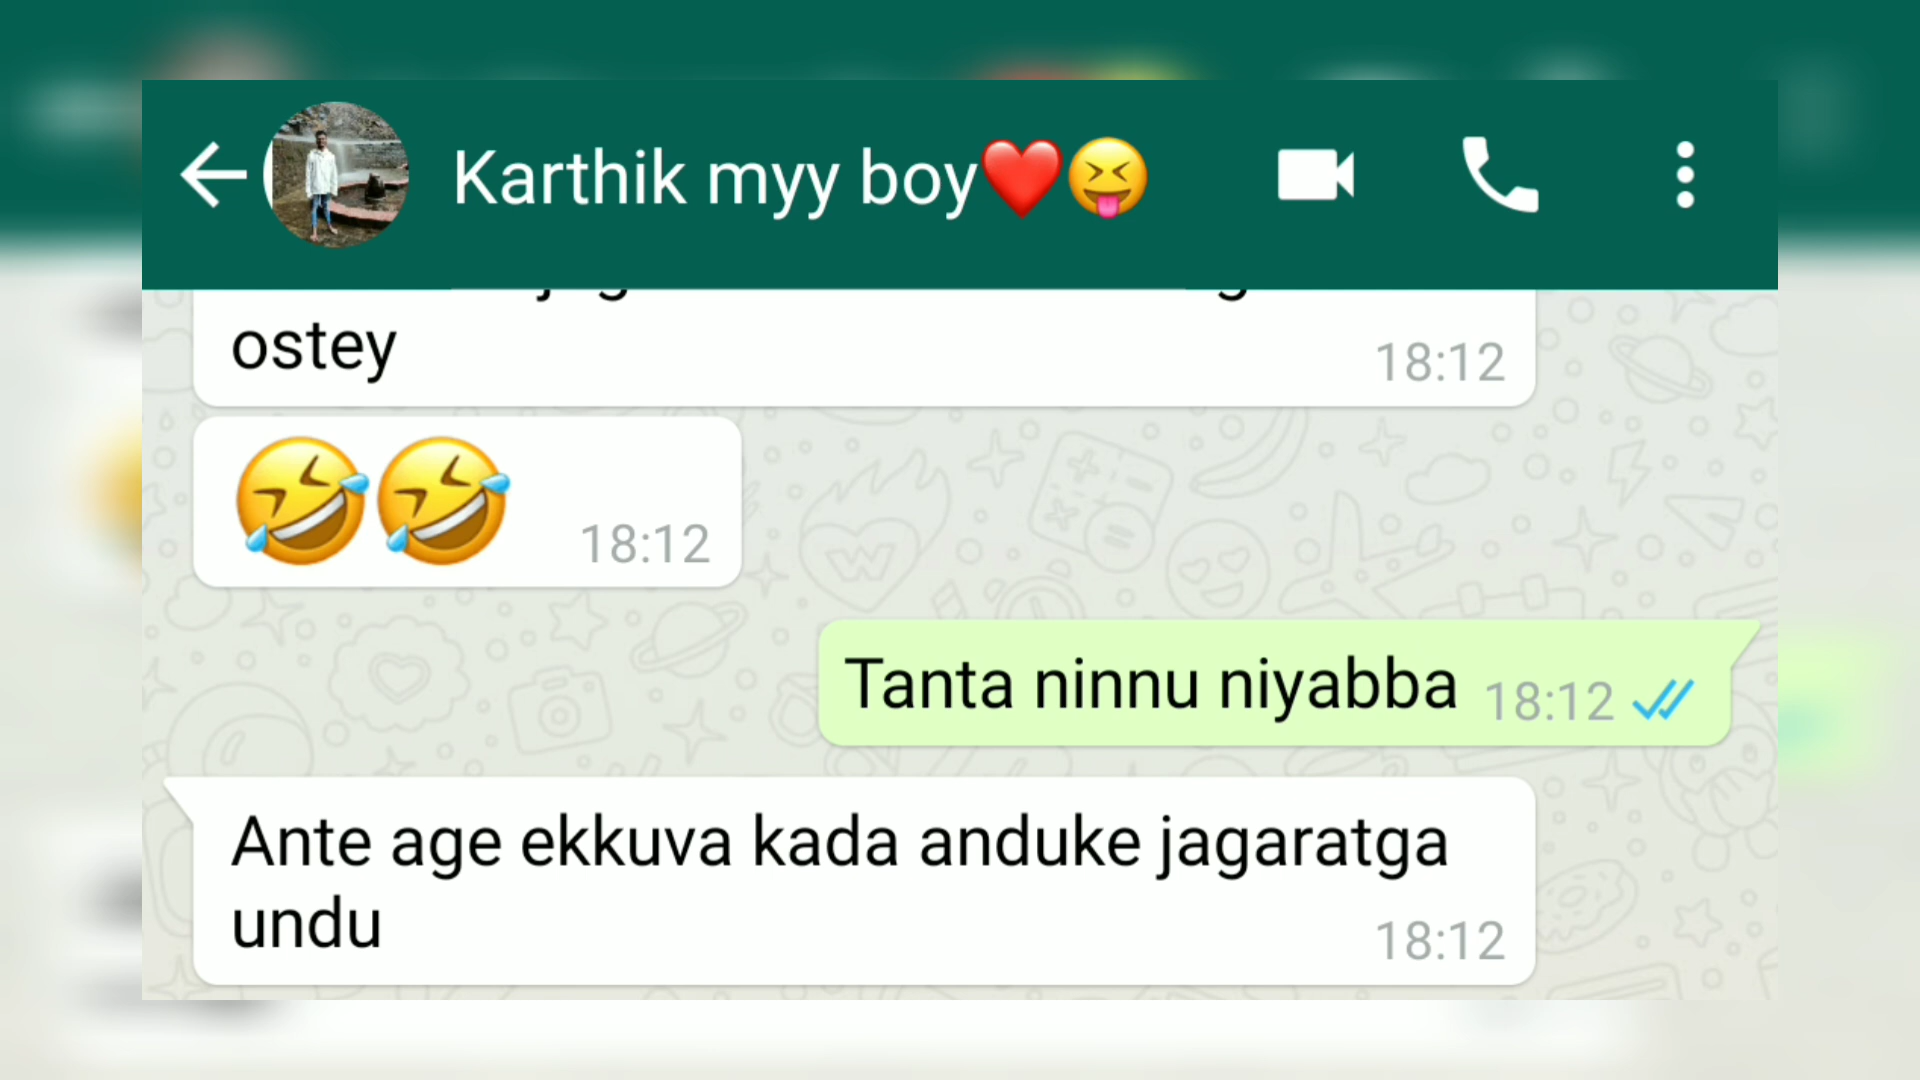 Karthik myy boy❤️😝
ostey
18:12
🤣🤣 18:12
Tanta ninnu niyabba 18:12
Ante age ekkuva kada anduke jagaratga
undu
18:12